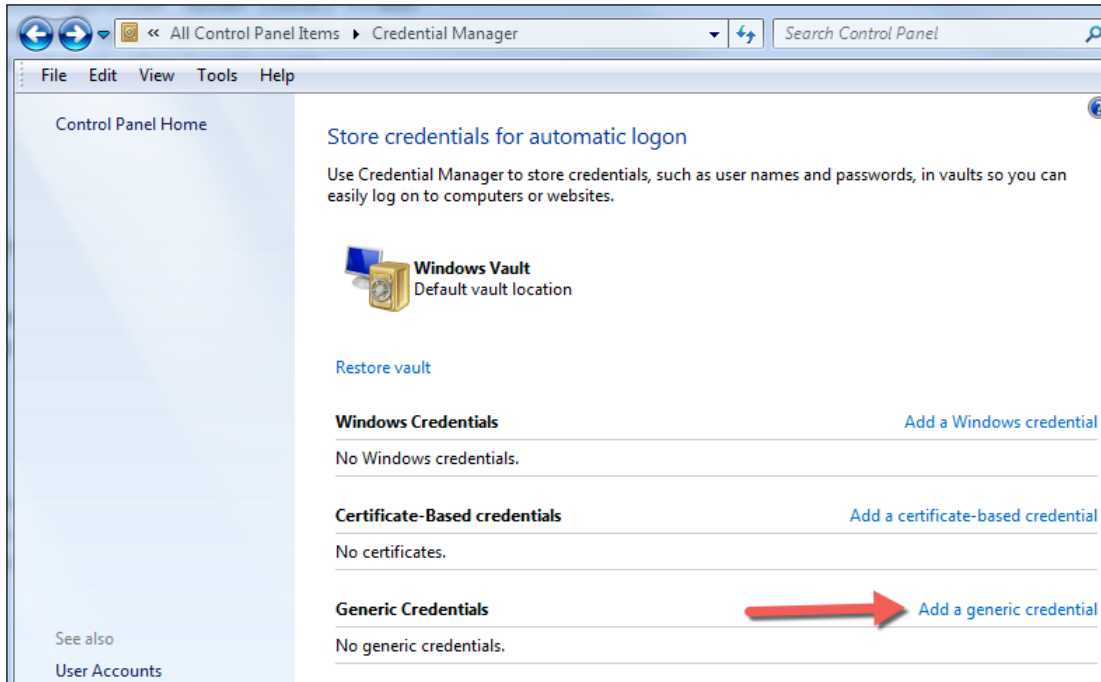 « All Control Panel Items ▸ Credential Manager
Search Control Panel
File Edit View Tools Help
Control Panel Home
Store credentials for automatic logon
Use Credential Manager to store credentials, such as user names and passwords, in vaults so you can
easily log on to computers or websites.
Windows Vault
Default vault location
Restore vault
Windows Credentials Add a Windows credential
No Windows credentials.
Certificate-Based credentials Add a certificate-based credential
No certificates.
Generic Credentials Add a generic credential
No generic credentials.
See also
User Accounts